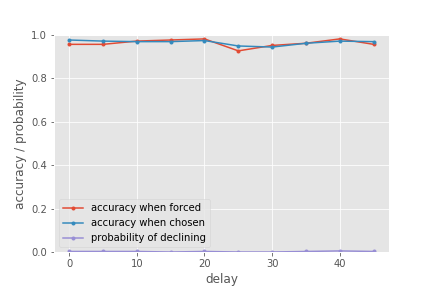 1.0
0.8
0.6
0.4
0.2
0.0
accuracy / probability
accuracy when forced
accuracy when chosen
probability of declining
0 10 20 30 40
delay